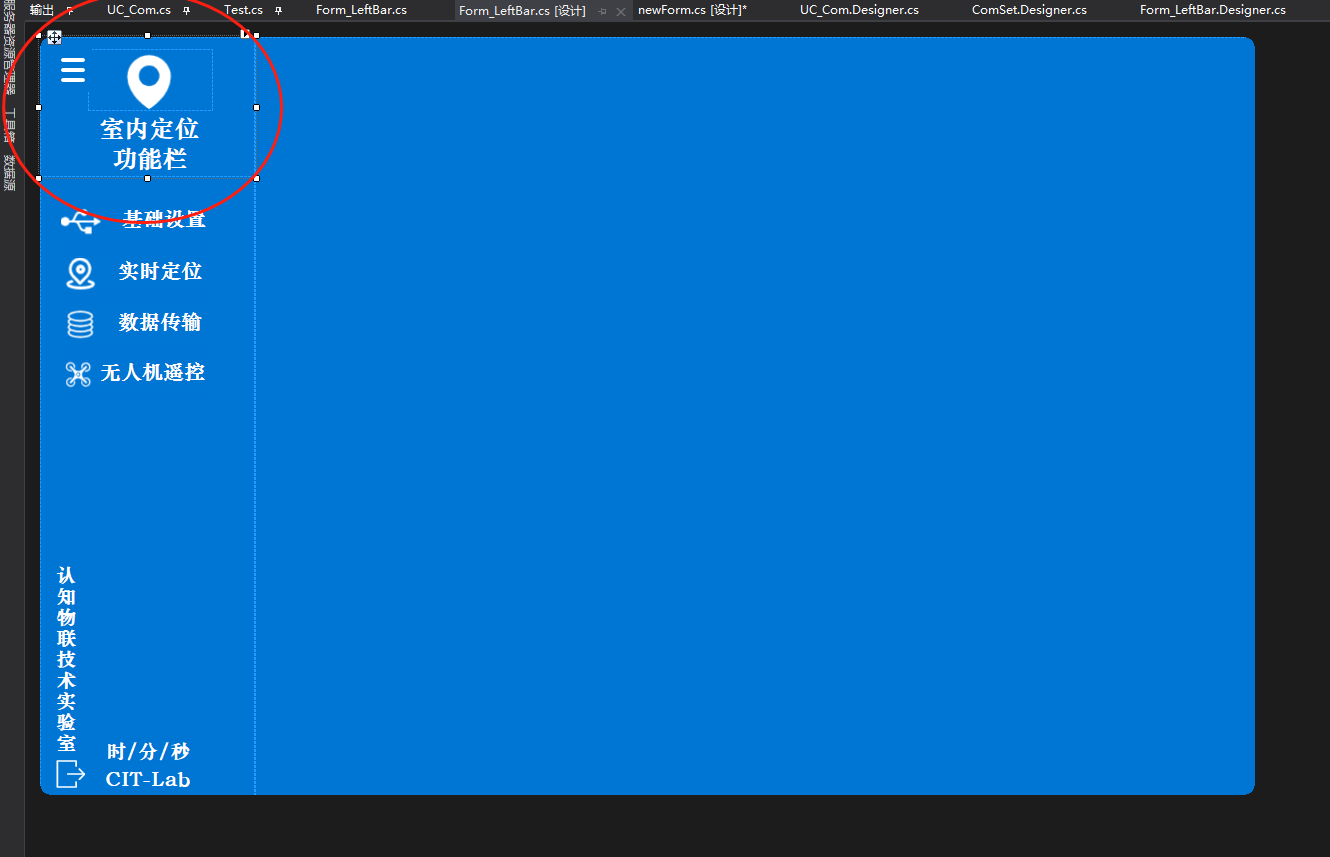 输出
UC_Com.cs
Test.cs
Form_LeftBar.cs
Form_LeftBar.cs [设计]
newForm.cs [设计]*
UC_Com.Designer.cs
ComSet.Designer.cs
Form_LeftBar.Designer.cs
服务器资源管理器
工具箱
数据源
室内定位
功能栏
基础设置
实时定位
数据传输
无人机遥控
认知物联技术实验室
时/分/秒
CIT-Lab